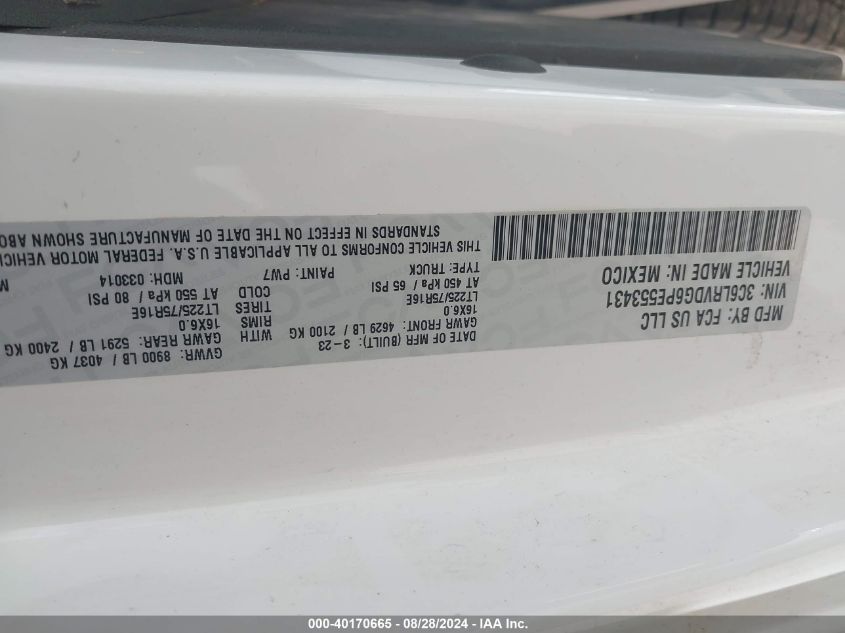 MFD BY: FCA US LLC
DATE OF MFR (BUILT): 3-23
GVWR: 8900 LB / 4037 KG
GAWR FRONT: 4629 LB / 2100 KG
WITH
GAWR REAR: 5291 LB / 2400 KG
16X6.0
RIMS
16X6.0
LT225/75R16E
TIRES
LT225/75R16E
AT 450 kPa / 65 PSI
COLD
AT 550 kPa / 80 PSI
VIN: 3C6LRVDG6PE553431
TYPE: TRUCK
PAINT: PW7
MDH: 033014
VEHICLE MADE IN: MEXICO
THIS VEHICLE CONFORMS TO ALL APPLICABLE U.S.A. FEDERAL MOTOR VEHIC
STANDARDS IN EFFECT ON THE DATE OF MANUFACTURE SHOWN ABO
000-40170665 - 08/28/2024 - IAA Inc.